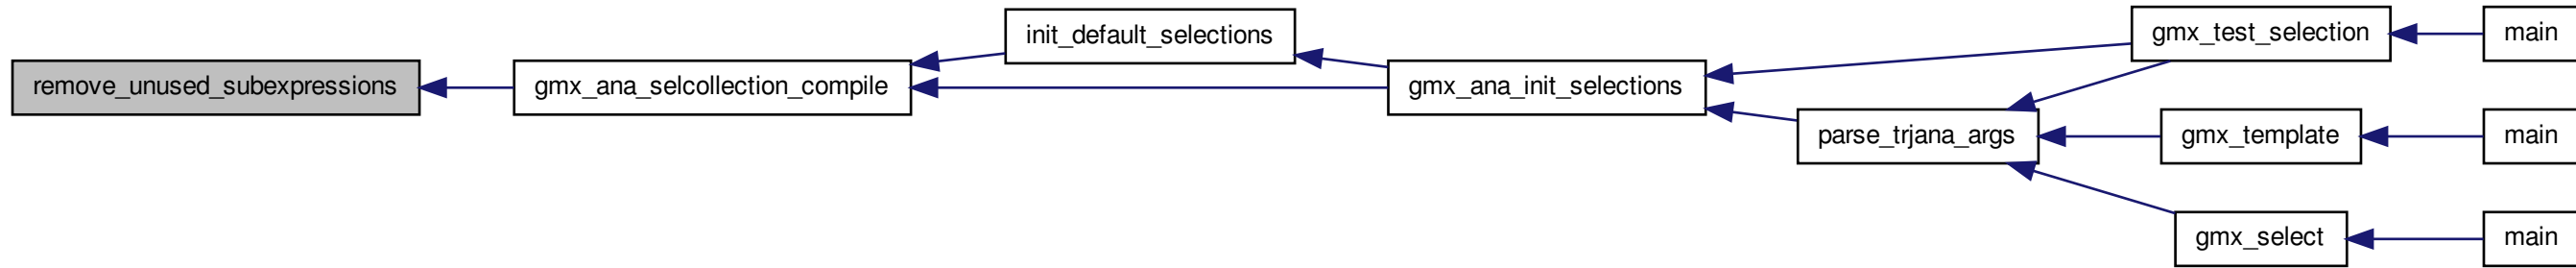 remove_unused_subexpressions
gmx_ana_selcollection_compile
init_default_selections
gmx_ana_init_selections
gmx_test_selection
main
parse_trjana_args
gmx_template
main
gmx_select
main